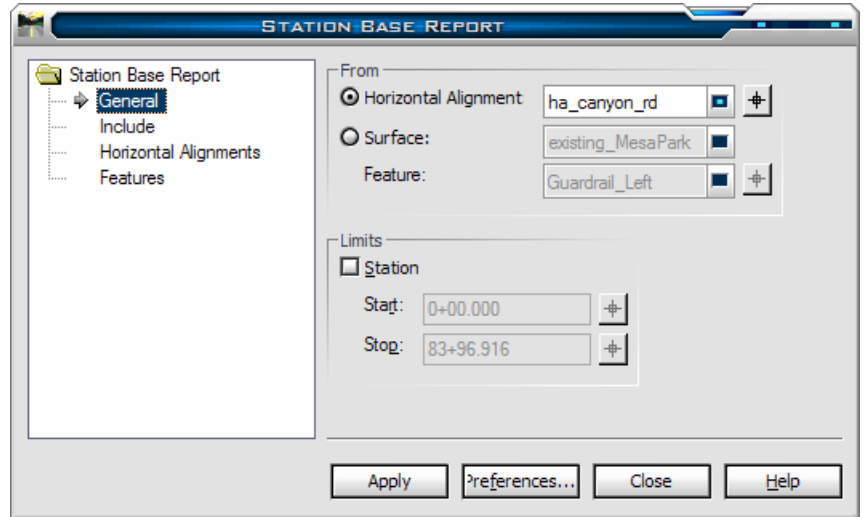 STATION BASE REPORT
Station Base Report
General
Include
Horizontal Alignments
Features
From
Horizontal Alignment ha_canyon_rd
Surface: existing_MesaPark
Feature: Guardrail_Left
Limits
Station
Start: 0+00.000
Stop: 83+96.916
Apply Preferences... Close Help